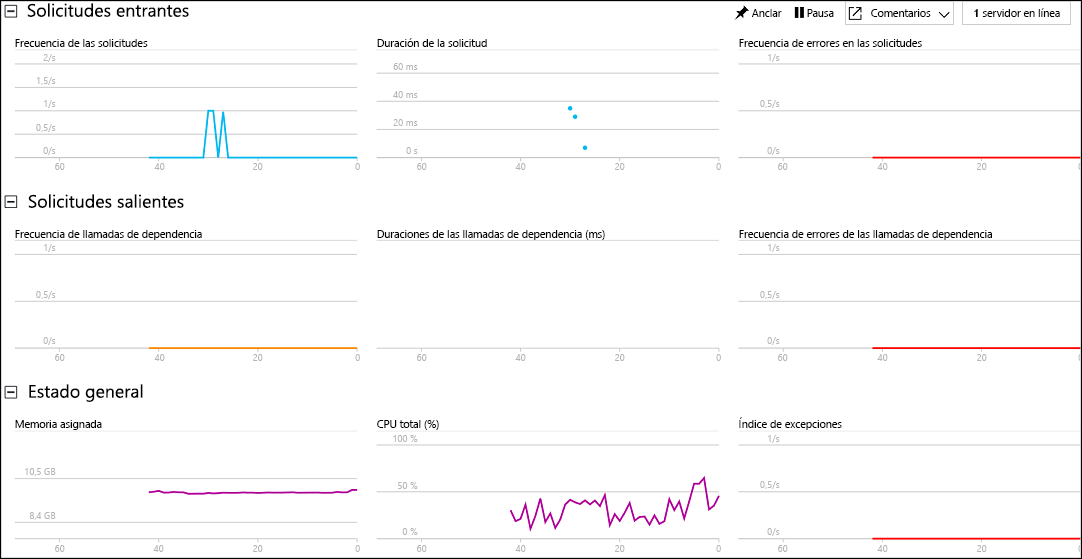 Solicitudes entrantes
Anclar Pausa Comentarios 1 servidor en línea
Frecuencia de las solicitudes
2/s
1,5/s
1/s
0,5/s
0/s
60 40 20 0
Duración de la solicitud
60 ms
40 ms
20 ms
0 s
60 40 20 0
Frecuencia de errores en las solicitudes
1/s
0,5/s
0/s
60 40 20
Solicitudes salientes
Frecuencia de llamadas de dependencia
1/s
0,5/s
0/s
60 40 20 0
Duraciones de las llamadas de dependencia (ms)
60 40 20 0
Frecuencia de errores de las llamadas de dependencia
1/s
0,5/s
0/s
60 40 20
Estado general
Memoria asignada
10,5 GB
8,4 GB
60 40 20 0
CPU total (%)
100 %
50 %
0 %
60 40 20 0
Índice de excepciones
1/s
0,5/s
0/s
60 40 20